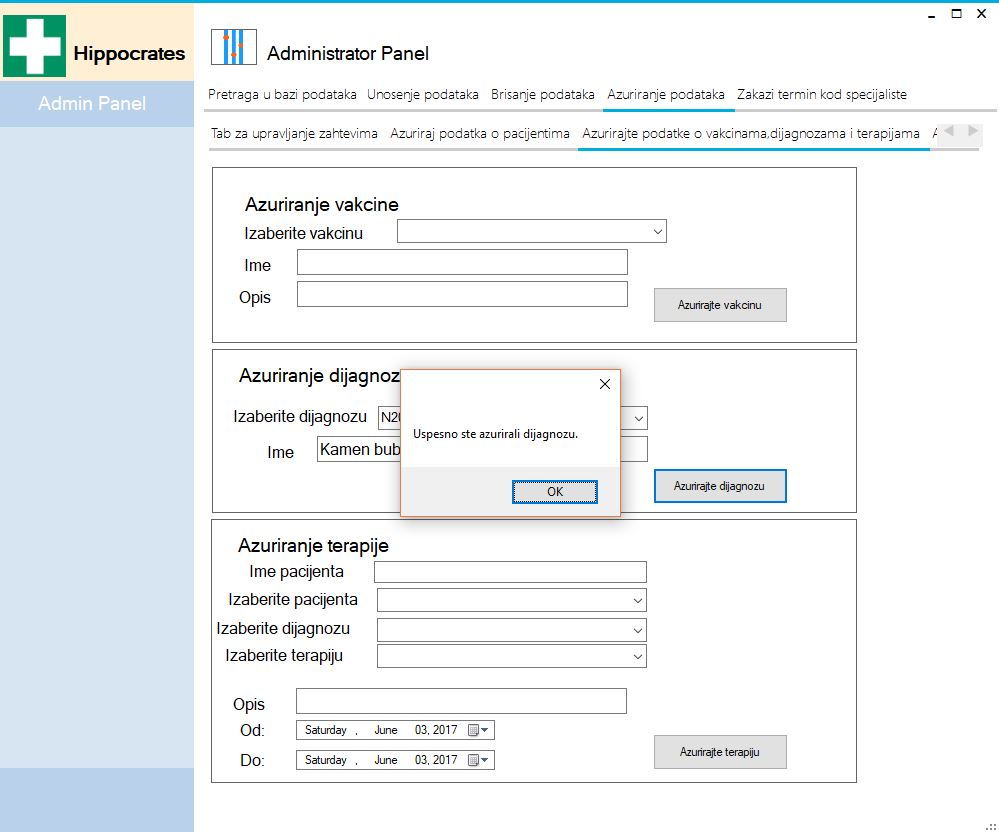 Hippocrates
Administrator Panel
Admin Panel
Pretraga u bazi podataka Unosenje podataka Brisanje podataka Azuriranje podataka Zakazi termin kod specijaliste
Tab za upravljanje zahtevima Azuriraj podatka o pacijentima Azurirajte podatke o vakcinama,dijagnozama i terapijama
Azuriranje vakcine
Izaberite vakcinu
Ime
Opis
Azurirajte vakcinu
Azuriranje dijagnoz
Izaberite dijagnozu
Ime Kamen bub
Azurirajte dijagnozu
Uspesno ste azurirali dijagnozu.
OK
Azuriranje terapije
Ime pacijenta
Izaberite pacijenta
Izaberite dijagnozu
Izaberite terapiju
Opis
Od: Saturday , June 03, 2017
Do: Saturday , June 03, 2017
Azurirajte terapiju